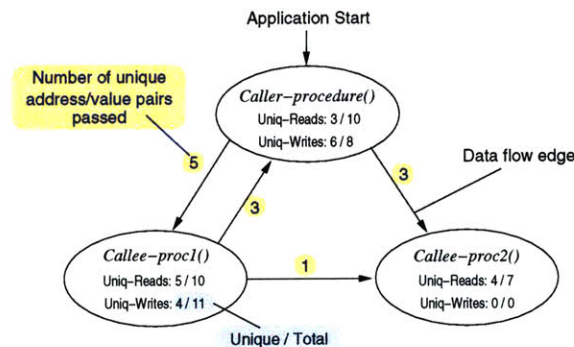 Application Start
Number of unique
address/value pairs
passed
Caller-procedure()
Uniq-Reads: 3 / 10
Uniq-Writes: 6 / 8
5
3
3
Data flow edge
Callee-proc1()
Uniq-Reads: 5 / 10
Uniq-Writes: 4 / 11
1
Callee-proc2()
Uniq-Reads: 4 / 7
Uniq-Writes: 0 / 0
Unique / Total